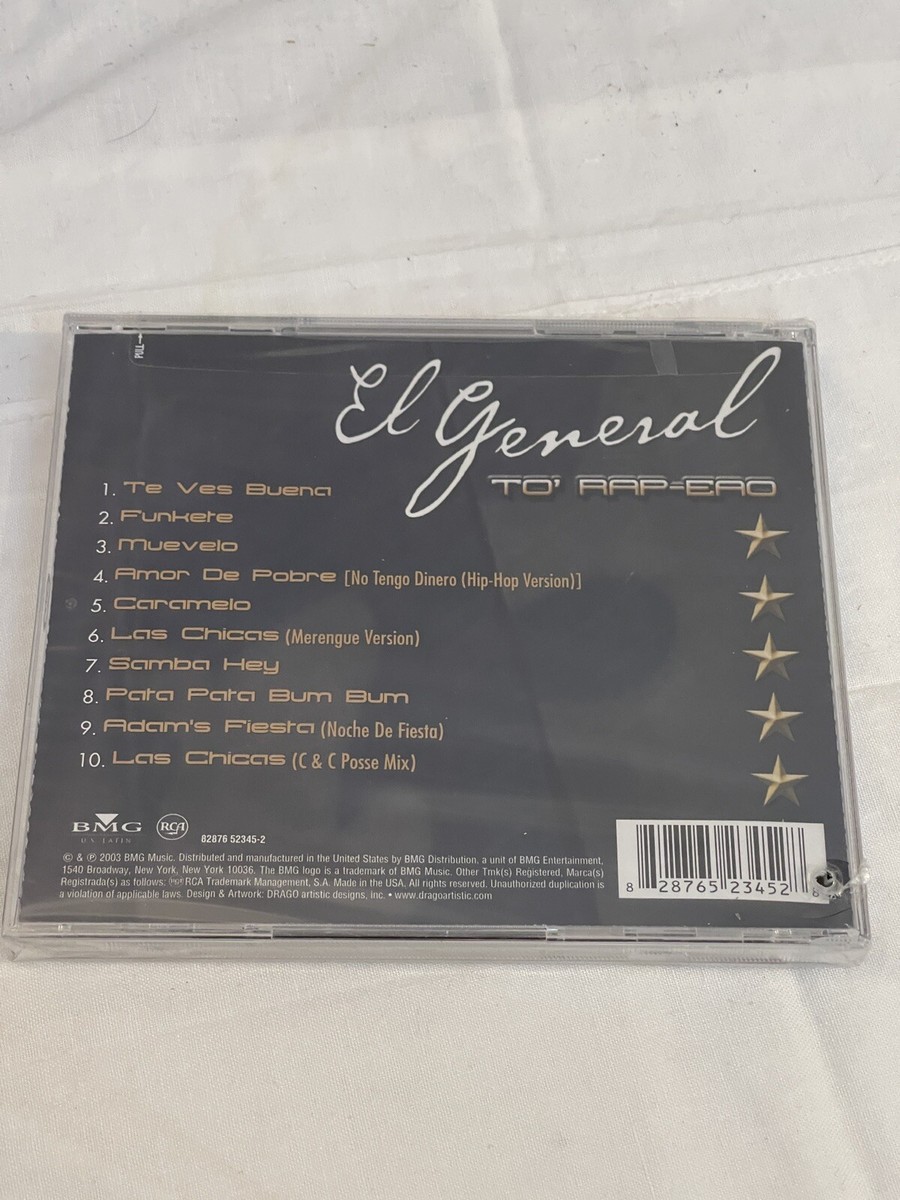 PULL→
El General
TO' RAP-EAO
1. Te Ves Buena
2. Funkete
3. Muevelo
4. Amor De Pobre [No Tengo Dinero (Hip-Hop Version)]
5. Caramelo
6. Las Chicas (Merengue Version)
7. Samba Hey
8. Pata Pata Bum Bum
9. Adam's Fiesta (Noche De Fiesta)
10. Las Chicas (C & C Posse Mix)
BMG
U.S. LATIN
RCA
82876 52345-2
© & ℗ 2003 BMG Music. Distributed and manufactured in the United States by BMG Distribution, a unit of BMG Entertainment,
1540 Broadway, New York, New York 10036. The BMG logo is a trademark of BMG Music. Other Tmk(s) Registered, Marca(s)
Registrada(s) as follows: RCA Trademark Management, S.A. Made in the USA. All rights reserved. Unauthorized duplication is
a violation of applicable laws. Design & Artwork: DRAGO artistic designs, inc. • www.dragoartistic.com
8 28765 23452